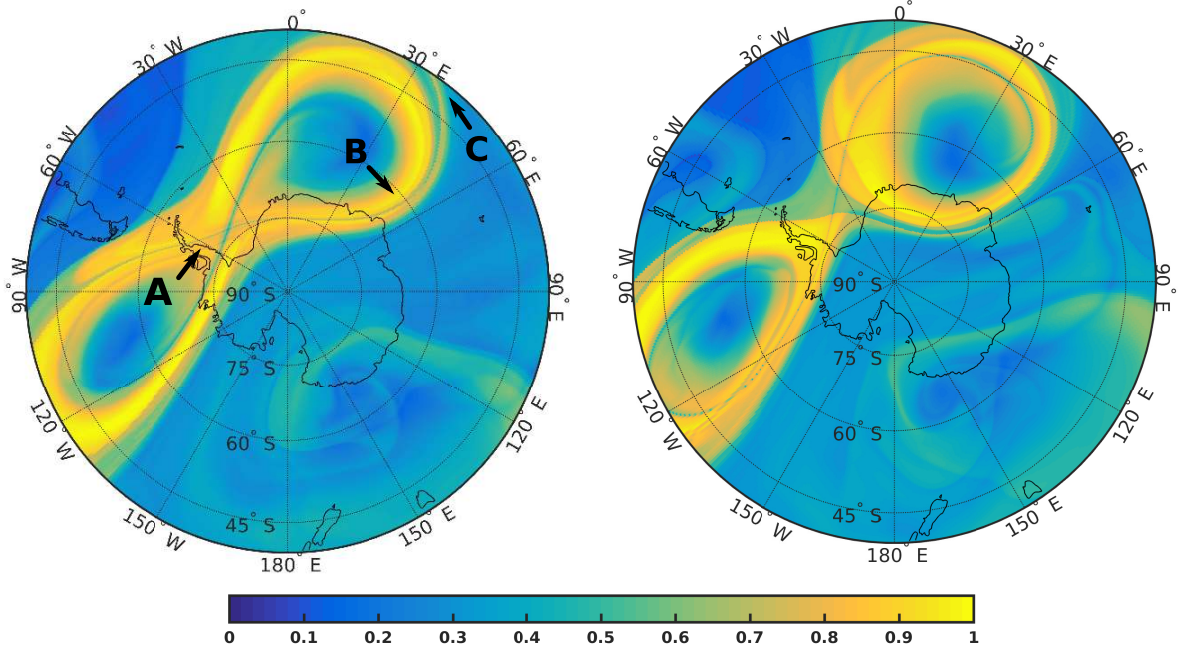 0° 0°
30° W 30° E 30° W 30° E
60° W 60° E 60° W 60° E
B
C
A
90° W 90° S 90° E 90° W 90° S 90° E
75° S 75° S
120° W 60° S 120° E 120° W 60° S 120° E
150° W 45° S 150° E 150° W 45° S 150° E
180° E 180° E
0 0.1 0.2 0.3 0.4 0.5 0.6 0.7 0.8 0.9 1